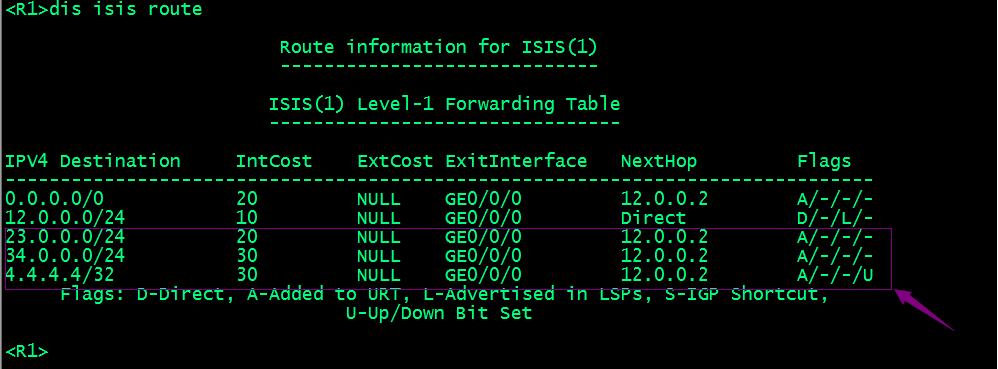 <R1>dis isis route
Route information for ISIS(1)
-----------------------------
ISIS(1) Level-1 Forwarding Table
--------------------------------
IPV4 Destination IntCost ExtCost ExitInterface NextHop Flags
-------------------------------------------------------------------------------
0.0.0.0/0 20 NULL GE0/0/0 12.0.0.2 A/-/-/-
12.0.0.0/24 10 NULL GE0/0/0 Direct D/-/L/-
23.0.0.0/24 20 NULL GE0/0/0 12.0.0.2 A/-/-/-
34.0.0.0/24 30 NULL GE0/0/0 12.0.0.2 A/-/-/-
4.4.4.4/32 30 NULL GE0/0/0 12.0.0.2 A/-/-/U
Flags: D-Direct, A-Added to URT, L-Advertised in LSPs, S-IGP Shortcut,
U-Up/Down Bit Set
<R1>